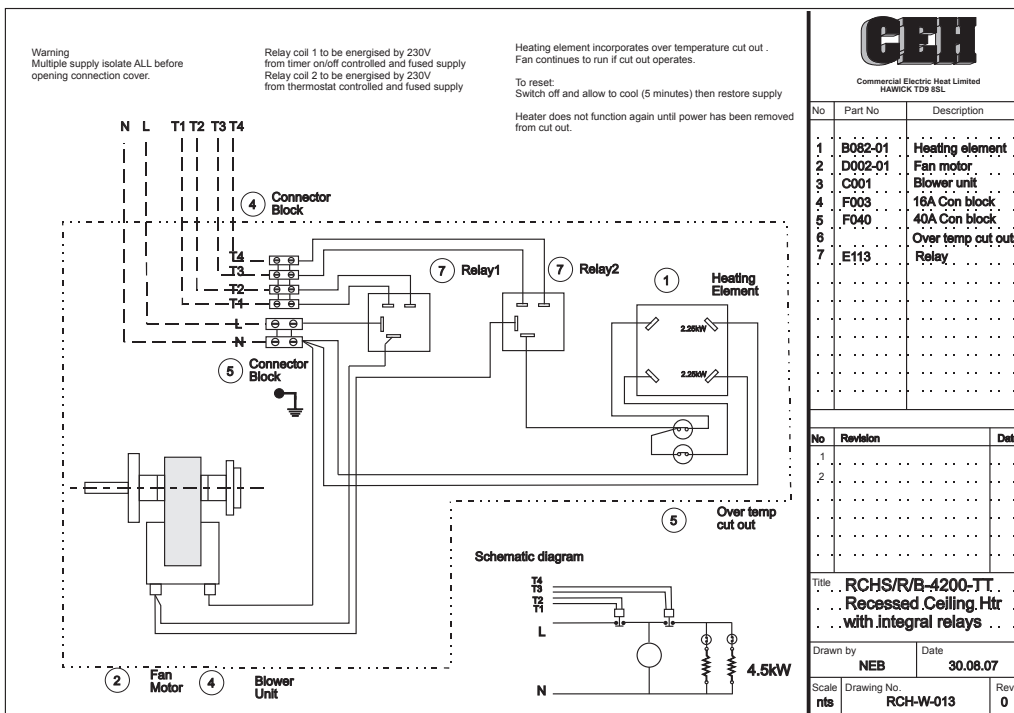 Warning
Multiple supply isolate ALL before
opening connection cover.
Relay coil 1 to be energised by 230V
from timer on/off controlled and fused supply
Relay coil 2 to be energised by 230V
from thermostat controlled and fused supply
Heating element incorporates over temperature cut out .
Fan continues to run if cut out operates.
To reset:
Switch off and allow to cool (5 minutes) then restore supply
Heater does not function again until power has been removed
from cut out.
N L T1 T2 T3 T4
4 Connector
Block
T4
T3
T2
T1
L
N
7 Relay1
7 Relay2
1 Heating
Element
2.25kW
2.25kW
5 Connector
Block
5 Over temp
cut out
2 Fan
Motor
4 Blower
Unit
Schematic diagram
T4
T3
T2
T1
L
N
4.5kW
CEH
Commercial Electric Heat Limited
HAWICK TD9 8SL
No Part No Description
1 B082-01 Heating element
2 D002-01 Fan motor
3 C001 Blower unit
4 F003 16A Con block
5 F040 40A Con block
6 Over temp cut out
7 E113 Relay
No Revision Dat
1
2
Title RCHS/R/B-4200-TT
Recessed Ceiling Htr
with integral relays
Drawn by NEB
Date 30.08.07
Scale nts
Drawing No. RCH-W-013
Rev 0